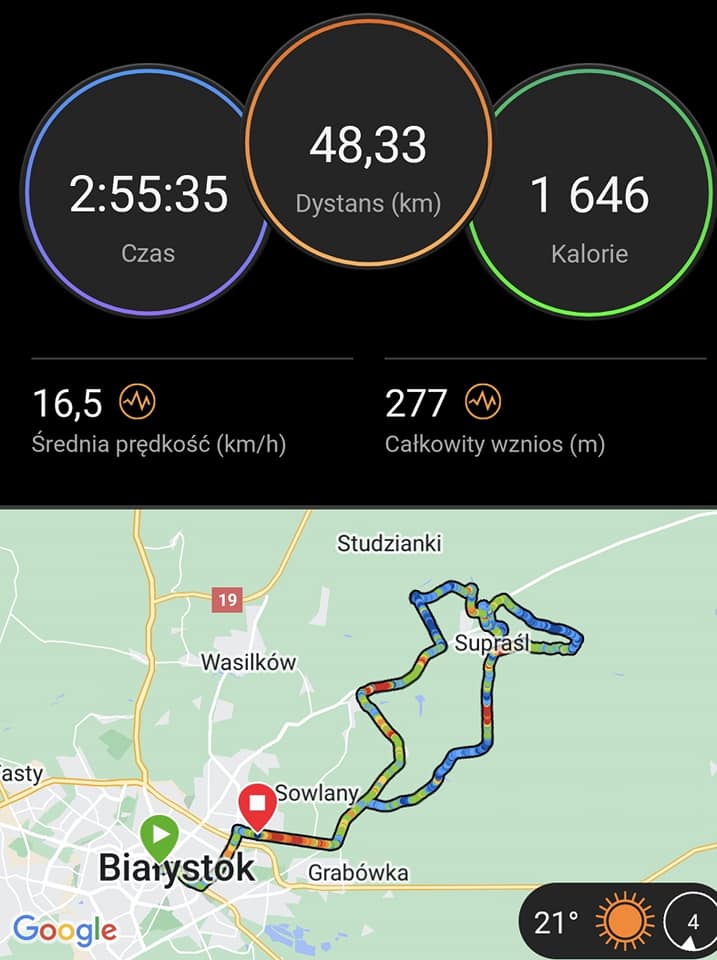 48,33
Dystans (km)
2:55:35
Czas
1 646
Kalorie
16,5
Średnia prędkość (km/h)
277
Całkowity wznios (m)
Studzianki
19
Supraśl
Wasilków
asty
Sowlany
Białystok
Grabówka
Google
21°
4